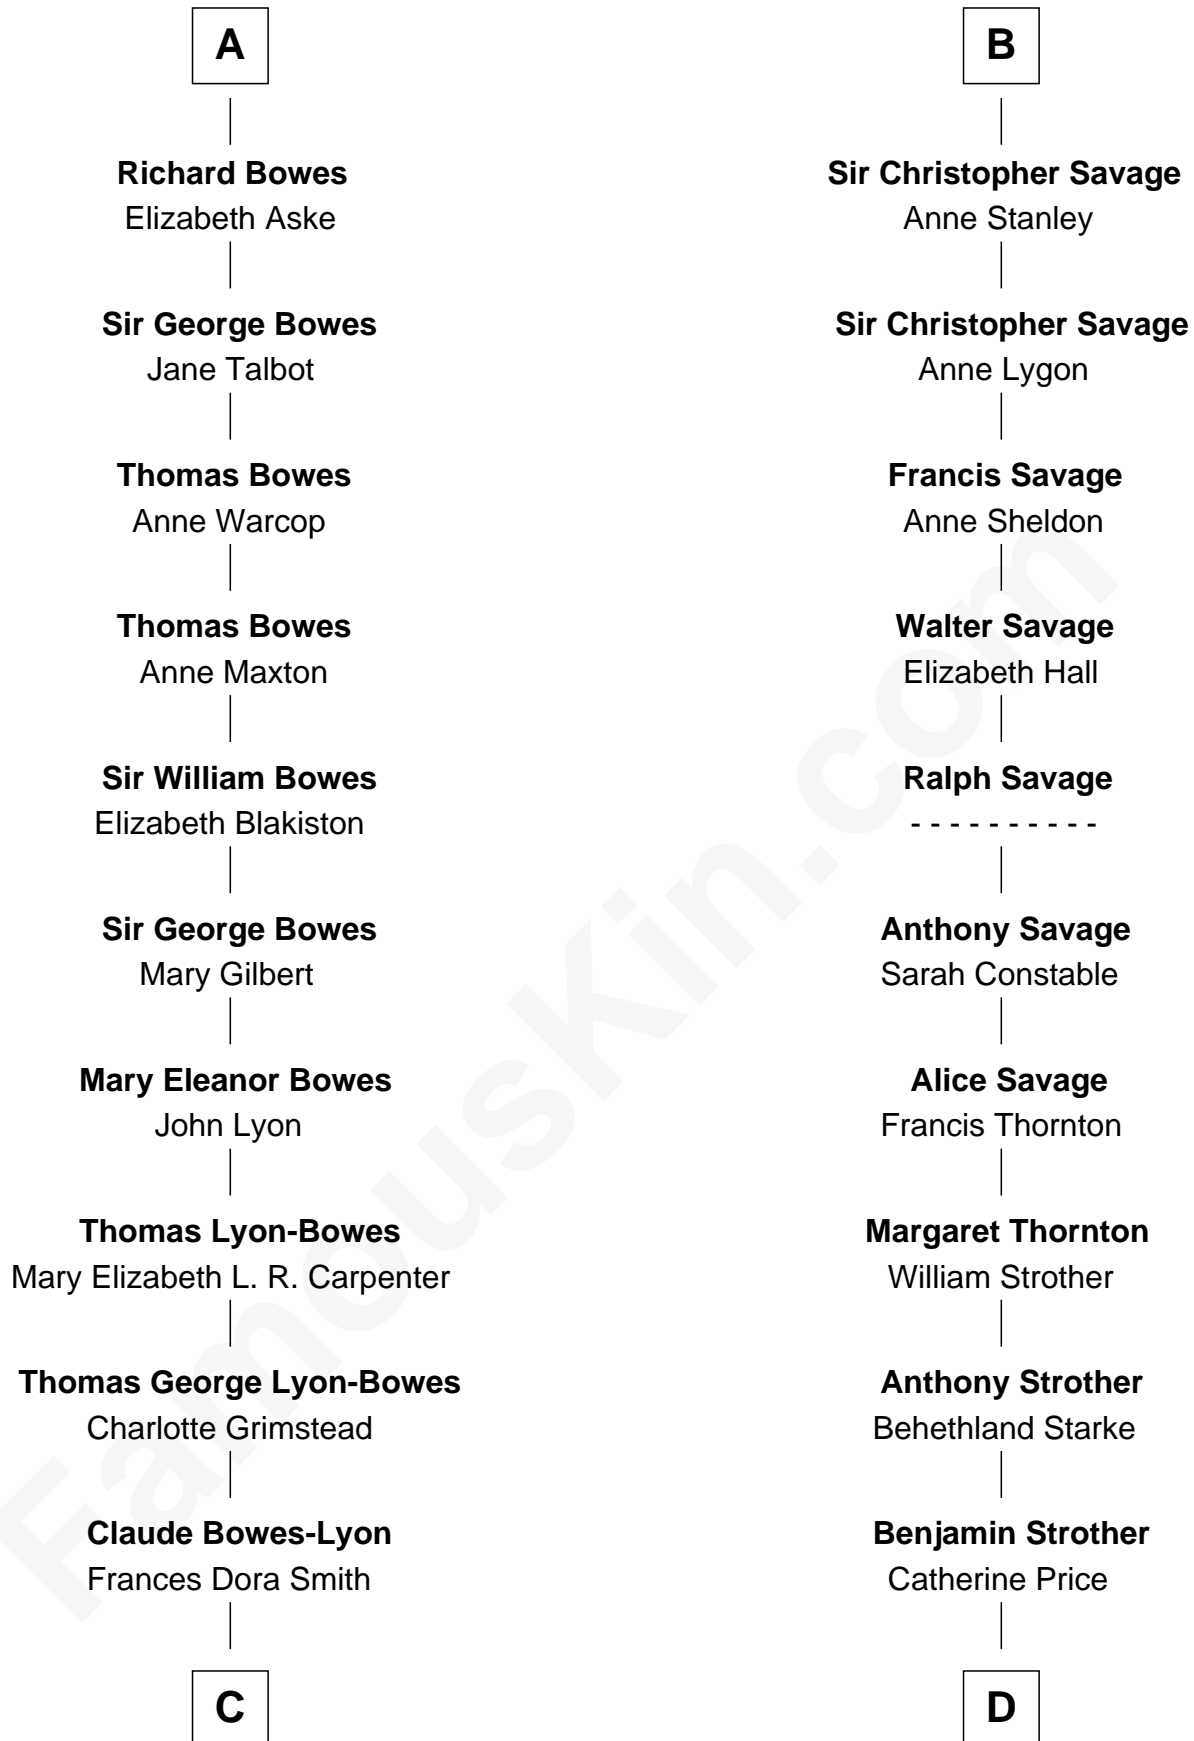 A
Richard Bowes
Elizabeth Aske
Sir George Bowes
Jane Talbot
Thomas Bowes
Anne Warcop
Thomas Bowes
Anne Maxton
Sir William Bowes
Elizabeth Blakiston
Sir George Bowes
Mary Gilbert
Mary Eleanor Bowes
John Lyon
Thomas Lyon-Bowes
Mary Elizabeth L. R. Carpenter
Thomas George Lyon-Bowes
Charlotte Grimstead
Claude Bowes-Lyon
Frances Dora Smith
C
B
Sir Christopher Savage
Anne Stanley
Sir Christopher Savage
Anne Lygon
Francis Savage
Anne Sheldon
Walter Savage
Elizabeth Hall
Ralph Savage
- - - - - - - - - -
Anthony Savage
Sarah Constable
Alice Savage
Francis Thornton
Margaret Thornton
William Strother
Anthony Strother
Behethland Starke
Benjamin Strother
Catherine Price
D
FamousKin.com